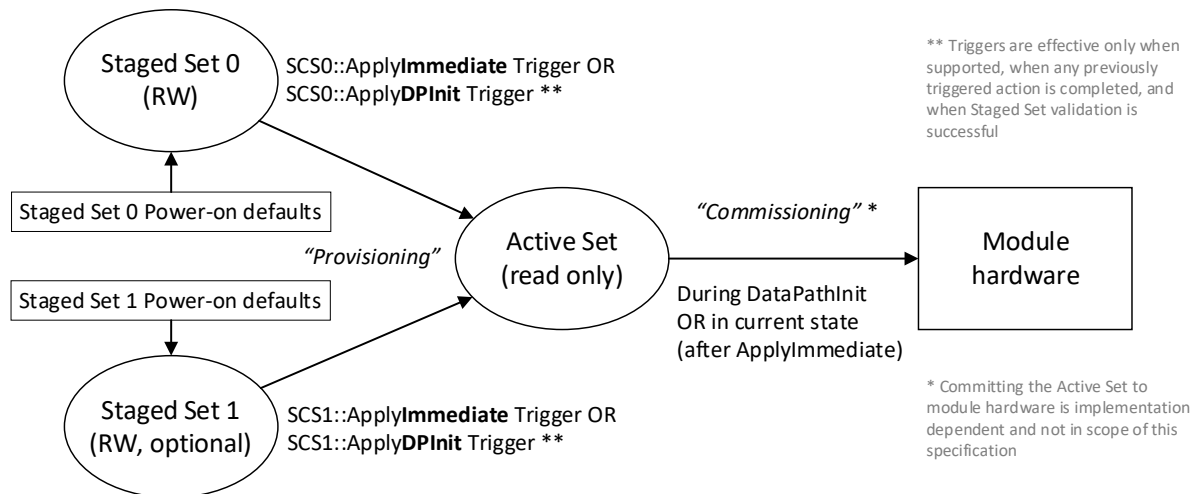 Staged Set 0
(RW)
SCS0::ApplyImmediate Trigger OR
SCS0::ApplyDPInit Trigger **
** Triggers are effective only when
supported, when any previously
triggered action is completed, and
when Staged Set validation is
successful
Staged Set 0 Power-on defaults
“Provisioning”
Active Set
(read only)
“Commissioning” *
During DataPathInit
OR in current state
(after ApplyImmediate)
Module
hardware
Staged Set 1 Power-on defaults
Staged Set 1
(RW, optional)
SCS1::ApplyImmediate Trigger OR
SCS1::ApplyDPInit Trigger **
* Committing the Active Set to
module hardware is implementation
dependent and not in scope of this
specification